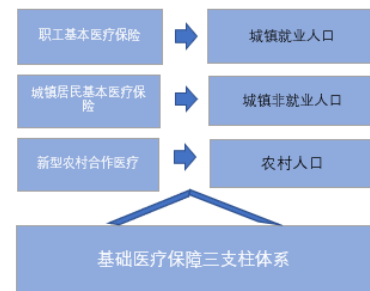 职工基本医疗保险
城镇就业人口
城镇居民基本医疗保
险
城镇非就业人口
新型农村合作医疗
农村人口
基础医疗保障三支柱体系